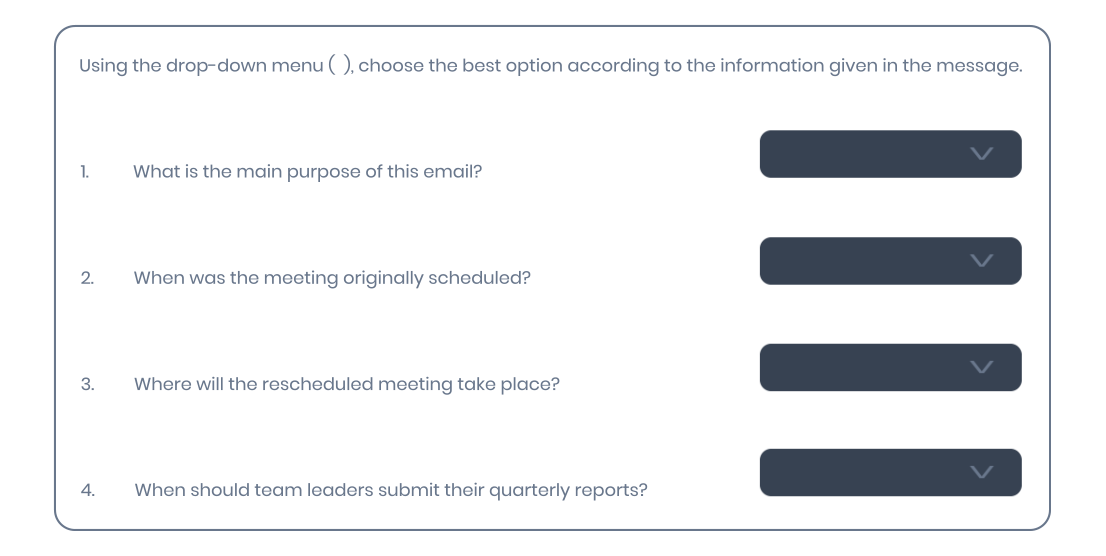 Using the drop-down menu ( ), choose the best option according to the information given in the message.
1. What is the main purpose of this email?
2. When was the meeting originally scheduled?
3. Where will the rescheduled meeting take place?
4. When should team leaders submit their quarterly reports?